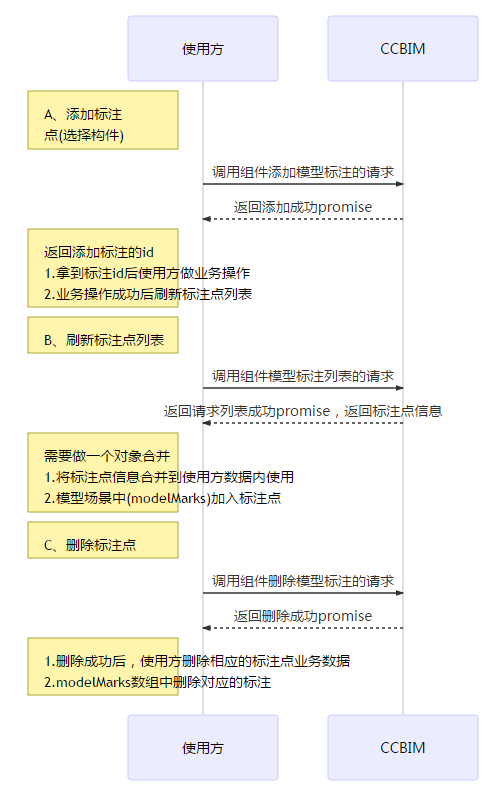 使用方
CCBIM
A、添加标注
点(选择构件)
调用组件添加模型标注的请求
返回添加成功promise
返回添加标注的id
1.拿到标注id后使用方做业务操作
2.业务操作成功后刷新标注点列表
B、刷新标注点列表
调用组件模型标注列表的请求
返回请求列表成功promise，返回标注点信息
需要做一个对象合并
1.将标注点信息合并到使用方数据内使用
2.模型场景中(modelMarks)加入标注点
C、删除标注点
调用组件删除模型标注的请求
返回删除成功promise
1.删除成功后，使用方删除相应的标注点业务数据
2.modelMarks数组中删除对应的标注
使用方
CCBIM